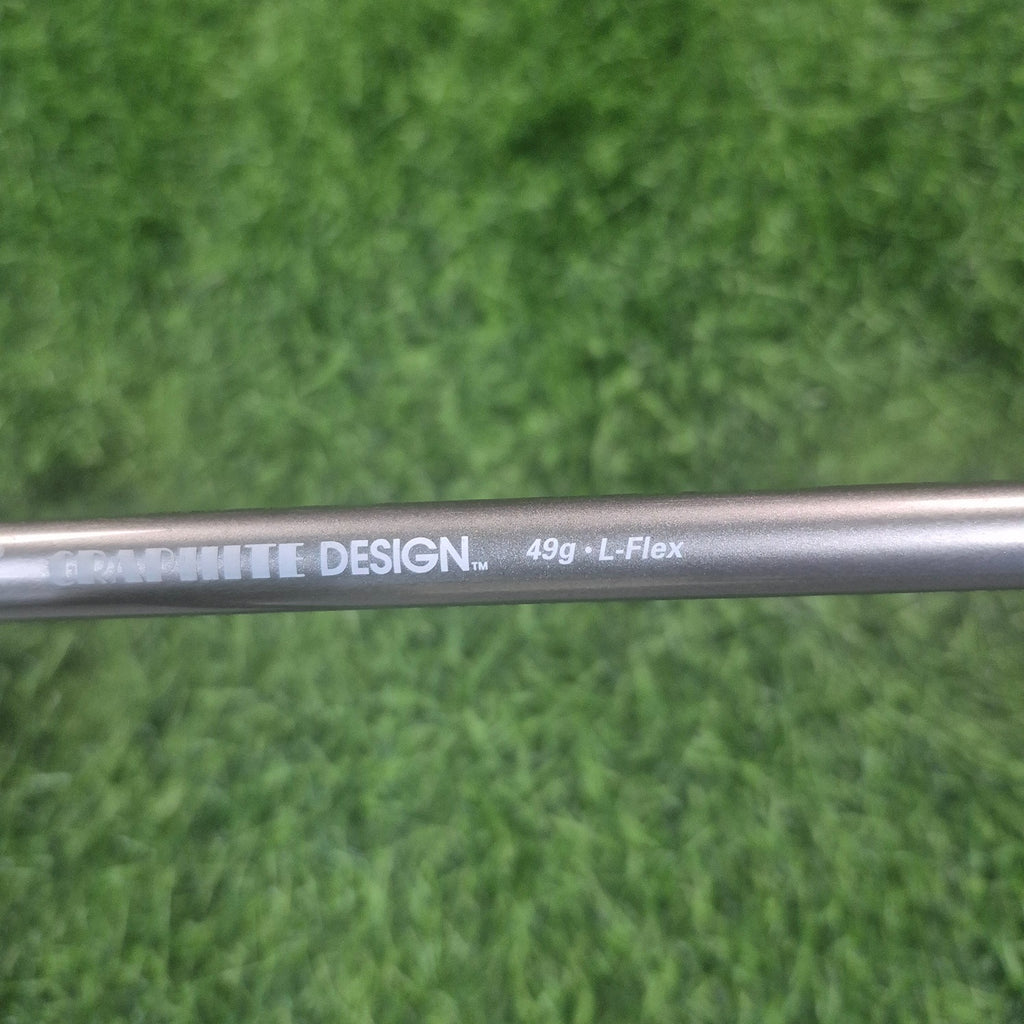 GRAPHITE DESIGN™ 49g · L-Flex